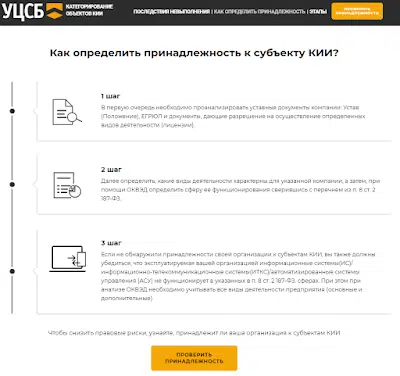 УЦСБ
КАТЕГОРИРОВАНИЕ
ОБЪЕКТОВ КИИ
ПОСЛЕДСТВИЯ НЕВЫПОЛНЕНИЯ | КАК ОПРЕДЕЛИТЬ ПРИНАДЛЕЖНОСТЬ | ЭТАПЫ
ПРОВЕРИТЬ
ПРИНАДЛЕЖНОСТЬ
Как определить принадлежность к субъекту КИИ?
1 шаг
В первую очередь необходимо проанализировать уставные документы компании: Устав
(Положение), ЕГРЮЛ и документы, дающие разрешение на осуществление определенных
видов деятельности (лицензии).
2 шаг
Далее определить, какие виды деятельности характерны для указанной компании, а затем, при
помощи ОКВЭД определить сферу ее функционирования сверившись с перечнем из п. 8 ст. 2
187-ФЗ.
3 шаг
Если не обнаружили принадлежности своей организации к субъектам КИИ, вы также должны
убедиться, что эксплуатируемая вашей организацией информационные системы(ИС)/
информационно-телекоммуникационные системы(ИТКС)/автоматизированные системы
управления (АСУ) не функционирует в указанных в п. 8 ст. 2 187-ФЗ. сферах. При этом при
анализе ОКВЭД необходимо учитывать все виды деятельности предприятия (основные и
дополнительные)
Чтобы снизить правовые риски, узнайте, принадлежит ли ваша организация к субъектам КИИ
ПРОВЕРИТЬ
ПРИНАДЛЕЖНОСТЬ